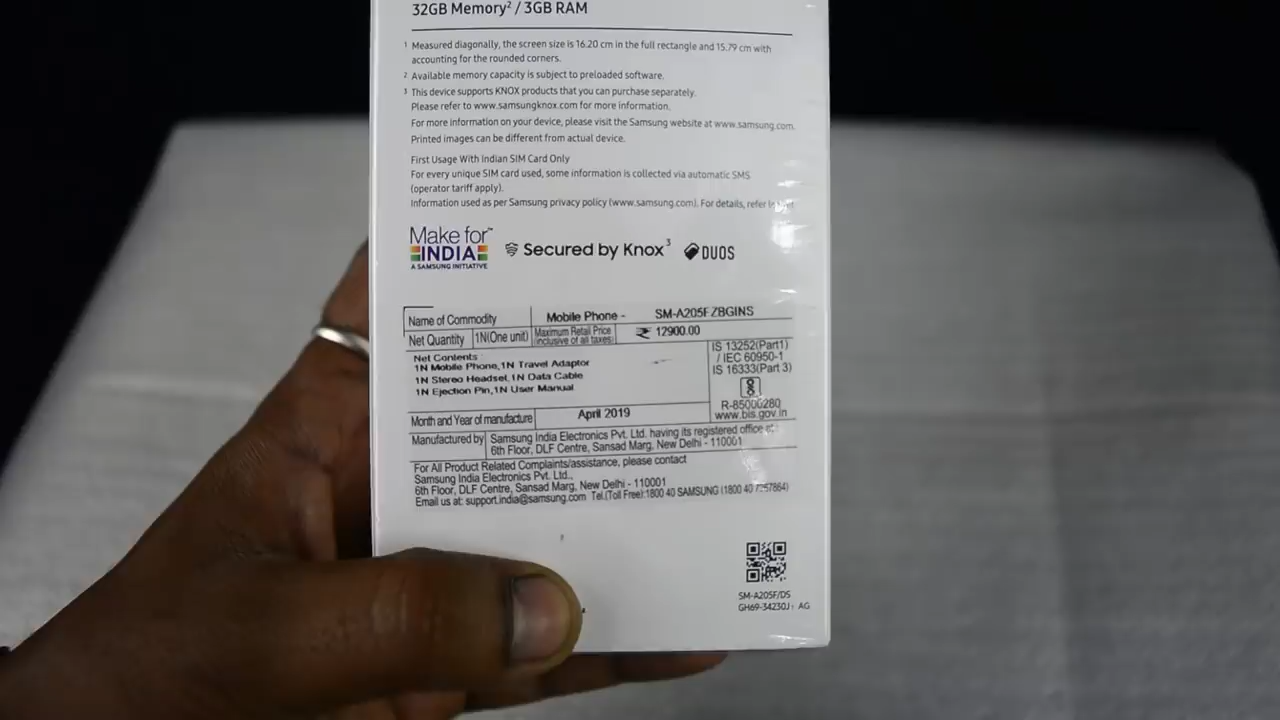 32GB Memory² / 3GB RAM
¹ Measured diagonally, the screen size is 16.20 cm in the full rectangle and 15.79 cm with
accounting for the rounded corners.
² Available memory capacity is subject to preloaded software.
³ This device supports KNOX products that you can purchase separately.
Please refer to www.samsungknox.com for more information.
For more information on your device, please visit the Samsung website at www.samsung.com.
Printed images can be different from actual device.
First Usage With Indian SIM Card Only
For every unique SIM card used, some information is collected via automatic SMS
(operator tariff apply).
Information used as per Samsung privacy policy (www.samsung.com). For details, refer
Make for™
INDIA
A SAMSUNG INITIATIVE
Secured by Knox³
DUOS
Name of Commodity Mobile Phone - SM-A205FZBGINS
Net Quantity 1N(One unit) Maximum Retail Price (inclusive of all taxes) ₹ 12900.00
Net Contents :
1N Mobile Phone,1N Travel Adaptor
1N Stereo Headset,1N Data Cable
1N Ejection Pin,1N User Manual
IS 13252(Part1)
/ IEC 60950-1
IS 16333(Part 3)
R-85000280
www.bis.gov.in
Month and Year of manufacture April 2019
Manufactured by Samsung India Electronics Pvt. Ltd. having its registered office at :
6th Floor, DLF Centre, Sansad Marg, New Delhi - 110001
For All Product Related Complaints/assistance, please contact
Samsung India Electronics Pvt. Ltd.,
6th Floor, DLF Centre, Sansad Marg, New Delhi - 110001
Email us at: support.india@samsung.com Tel.(Toll Free):1800 40 SAMSUNG (1800 40 7267864)
SM-A205F/DS
AG